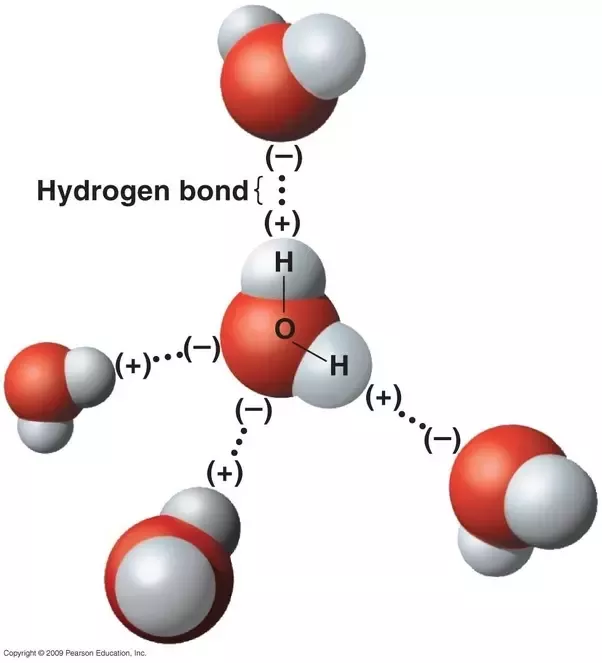 (–)
Hydrogen bond {
(+)
H
O
H
(+)
(–)
(+)
(–)
(–)
(+)
(–)
Copyright © 2009 Pearson Education, Inc.